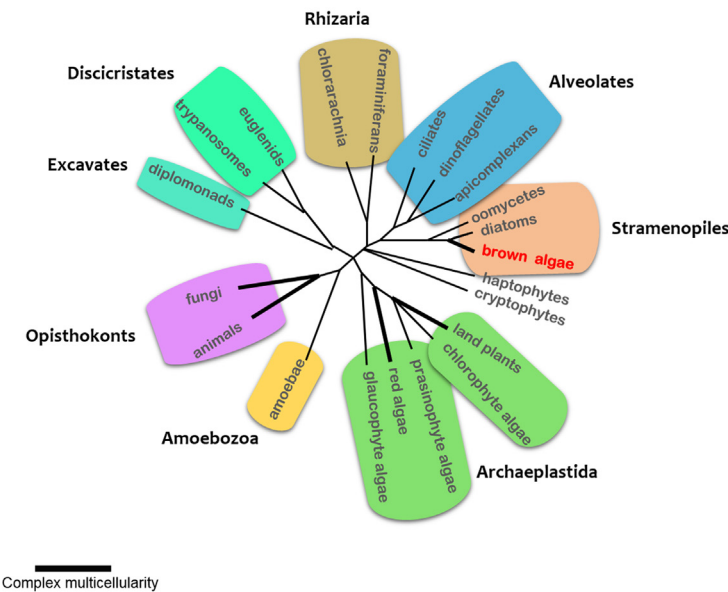 Rhizaria
chlorarachnia
foraminiferans
Discicristates
trypanosomes
euglenids
Alveolates
ciliates
dinoflagellates
apicomplexans
Excavates
diplomonads
oomycetes
diatoms
brown algae
Stramenopiles
haptophytes
cryptophytes
fungi
animals
Opisthokonts
amoebae
Amoebozoa
land plants
chlorophyte algae
prasinophyte algae
red algae
glaucophyte algae
Archaeplastida
Complex multicellularity